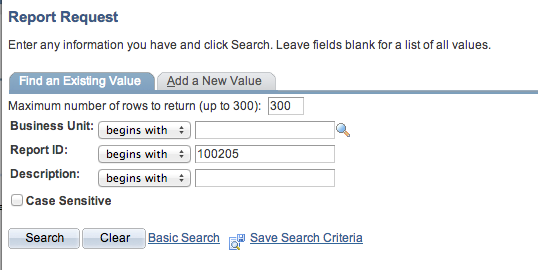 Report Request
Enter any information you have and click Search. Leave fields blank for a list of all values.
Find an Existing Value Add a New Value
Maximum number of rows to return (up to 300): 300
Business Unit: begins with
Report ID: begins with 100205
Description: begins with
Case Sensitive
Search Clear Basic Search Save Search Criteria